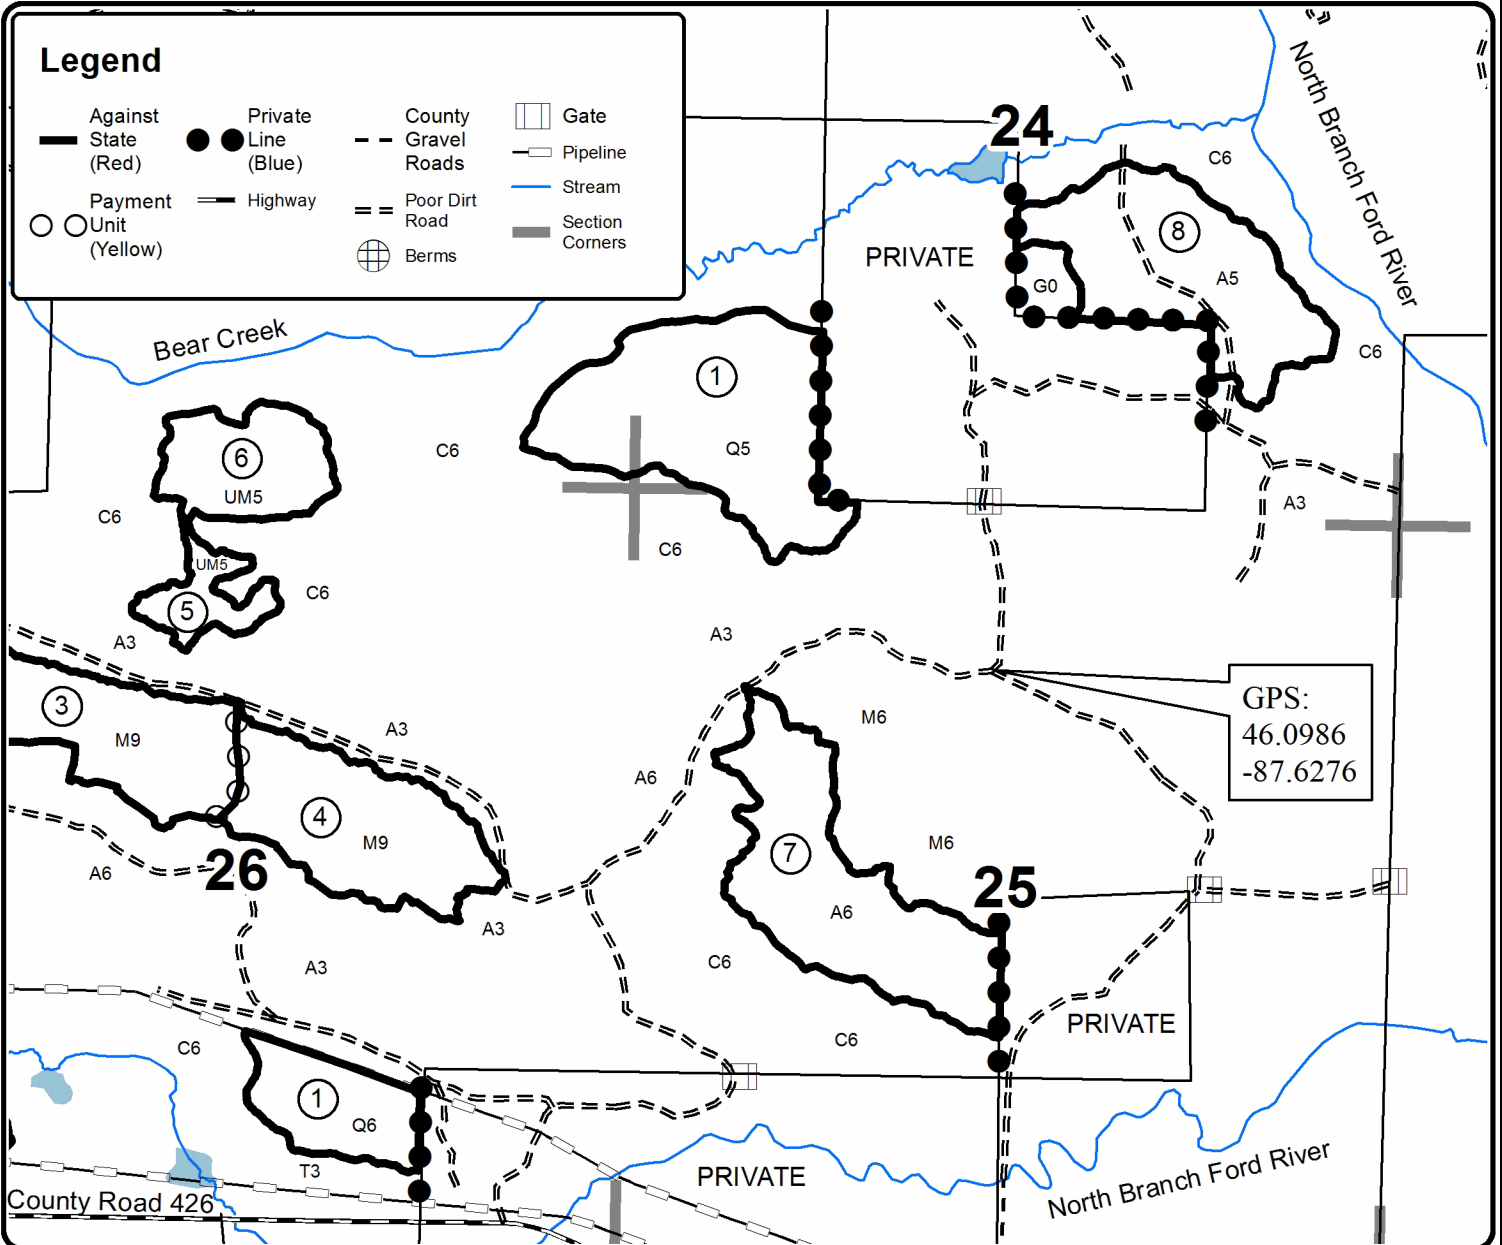 Legend
Against
State
(Red)
Private
Line
(Blue)
County
Gravel
Roads
Gate
Pipeline
Payment
Unit
(Yellow)
Highway
Poor Dirt
Road
Stream
Section
Corners
Berms
24
C6
North Branch Ford River
8
PRIVATE
A5
G0
Bear Creek
C6
1
6
C6
Q5
UM5
A3
C6
C6
UM5
C6
5
A3
A3
GPS:
46.0986
-87.6276
3
M6
A3
M9
A6
4
M9
M6
7
26
A6
25
A6
A3
C6
A3
PRIVATE
C6
C6
1
Q6
T3
PRIVATE
North Branch Ford River
County Road 426